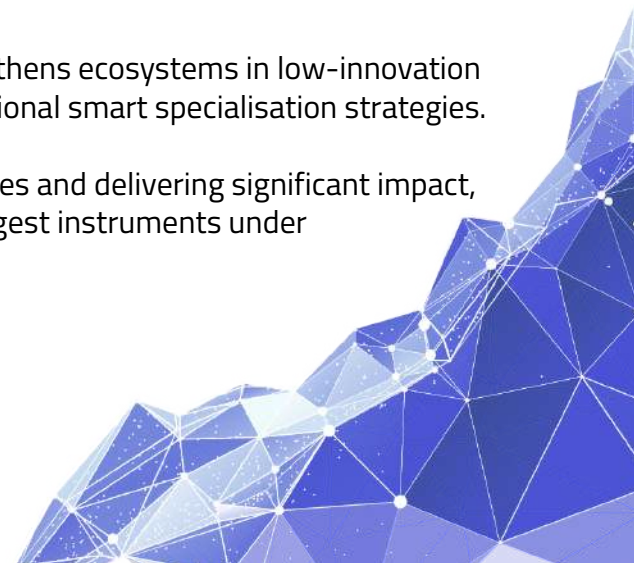 thens ecosystems in low-innovation
ional smart specialisation strategies.
es and delivering significant impact,
gest instruments under